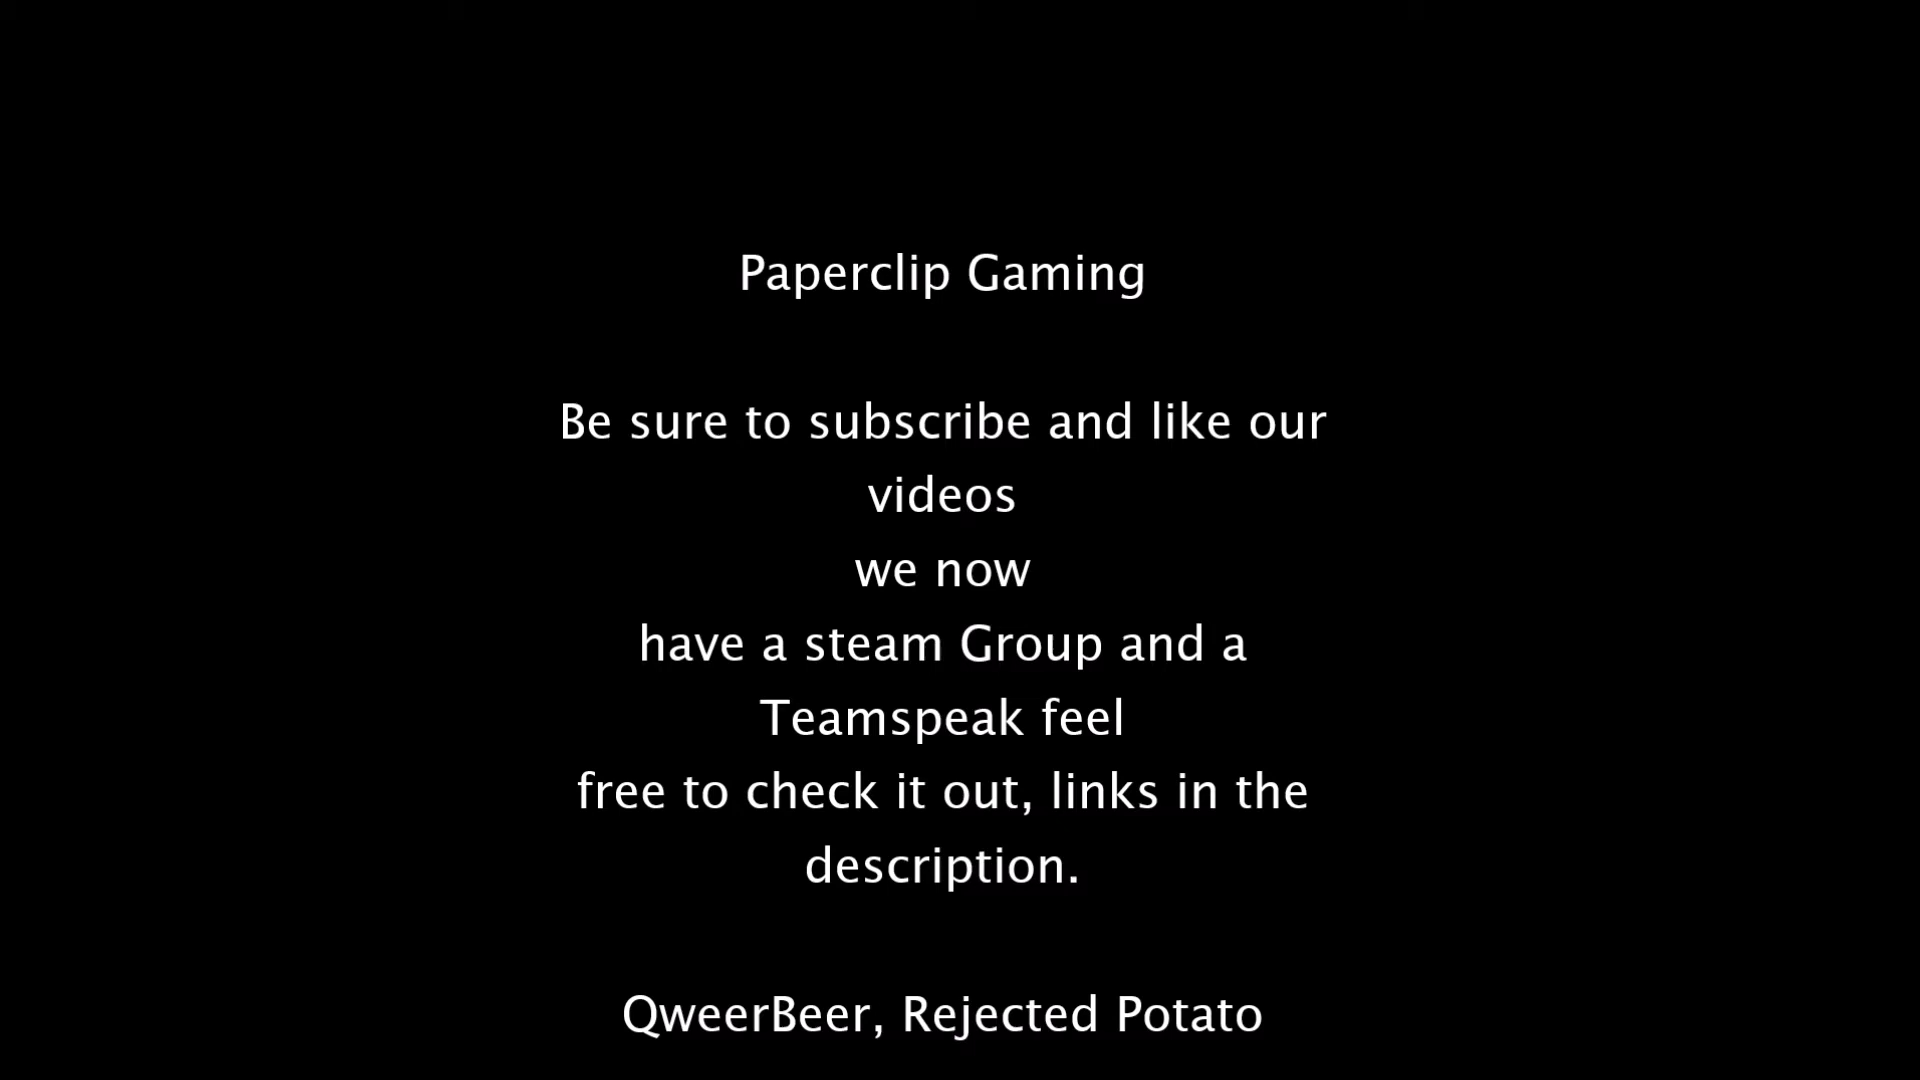 Paperclip Gaming
Be sure to subscribe and like our
videos
we now
have a steam Group and a
Teamspeak feel
free to check it out, links in the
description.
QweerBeer, Rejected Potato